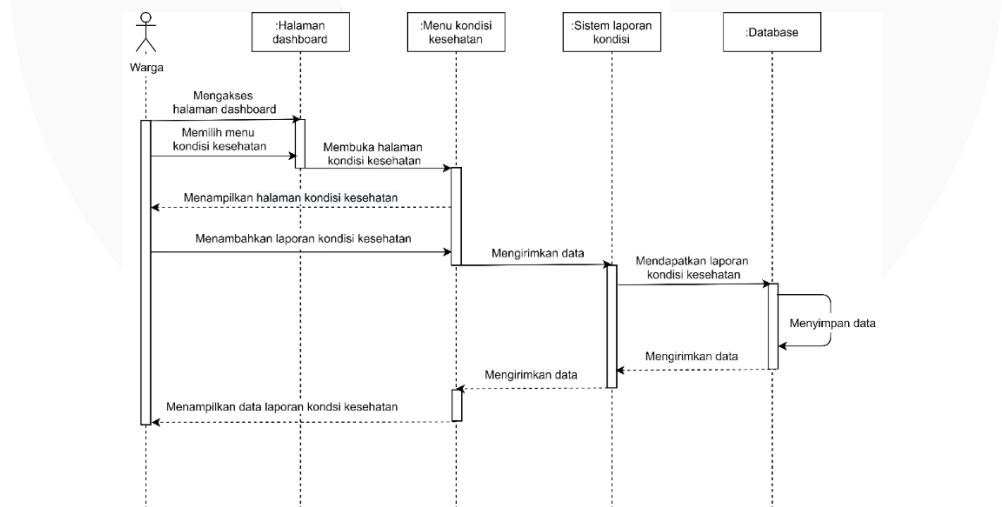 :Halaman
dashboard
:Menu kondisi
kesehatan
:Sistem laporan
kondisi
:Database
Warga
Mengakses
halaman dashboard
Memilih menu
kondisi kesehatan
Membuka halaman
kondisi kesehatan
Menampilkan halaman kondisi kesehatan
Menambahkan laporan kondisi kesehatan
Mengirimkan data
Mendapatkan laporan
kondisi kesehatan
Menyimpan data
Mengirimkan data
Mengirimkan data
Menampilkan data laporan kondsi kesehatan